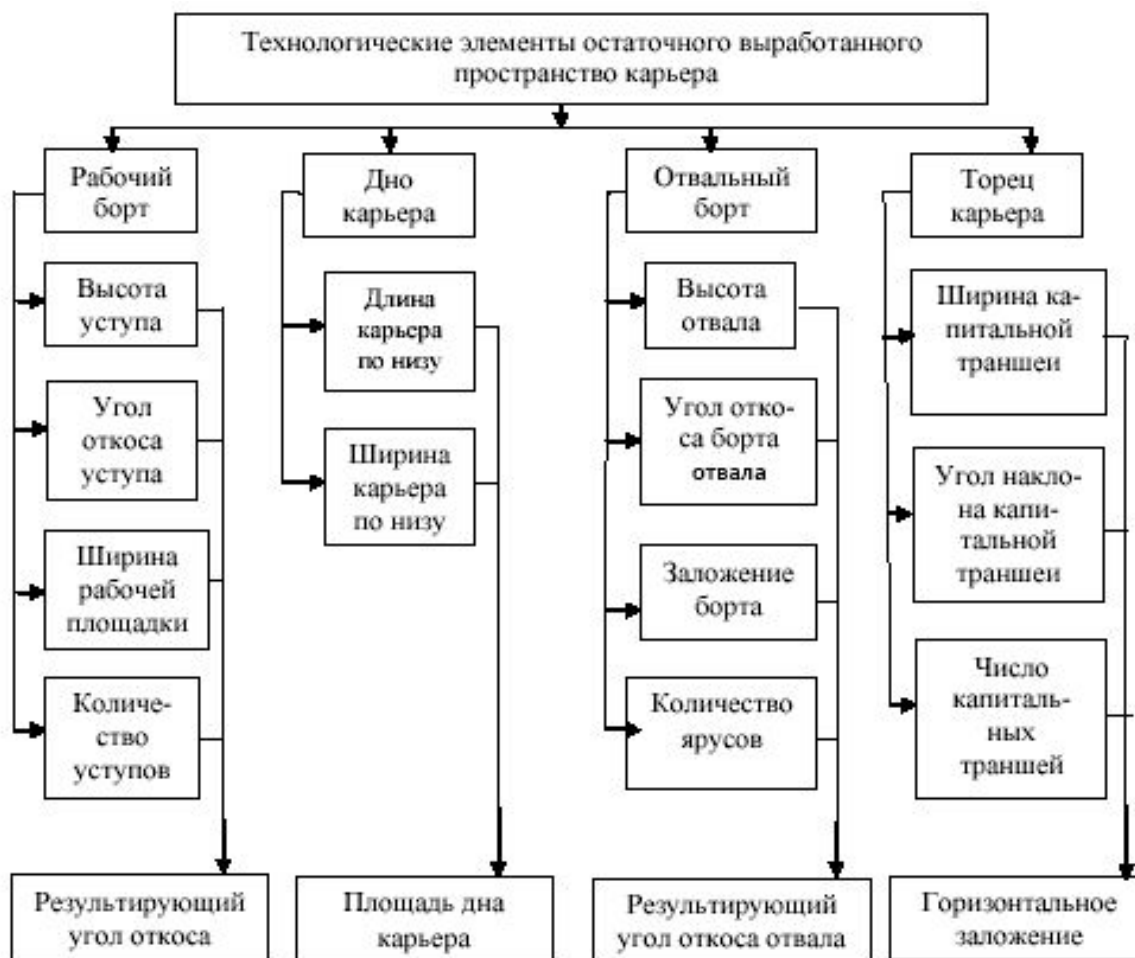 Технологические элементы остаточного выработанного
пространство карьера
Рабочий
борт
Дно
карьера
Отвальный
борт
Торец
карьера
Высота
уступа
Длина
карьера
по низу
Высота
отвала
Ширина ка-
питальной
траншеи
Угол
откоса
уступа
Ширина
карьера
по низу
Угол отко-
са борта
отвала
Угол накло-
на капи-
тальной
траншеи
Ширина
рабочей
площадки
Заложение
борта
Количе-
ство
уступов
Количество
ярусов
Число
капиталь-
ных
траншей
Результирующий
угол откоса
Площадь дна
карьера
Результирующий
угол откоса отвала
Горизонтальное
заложение